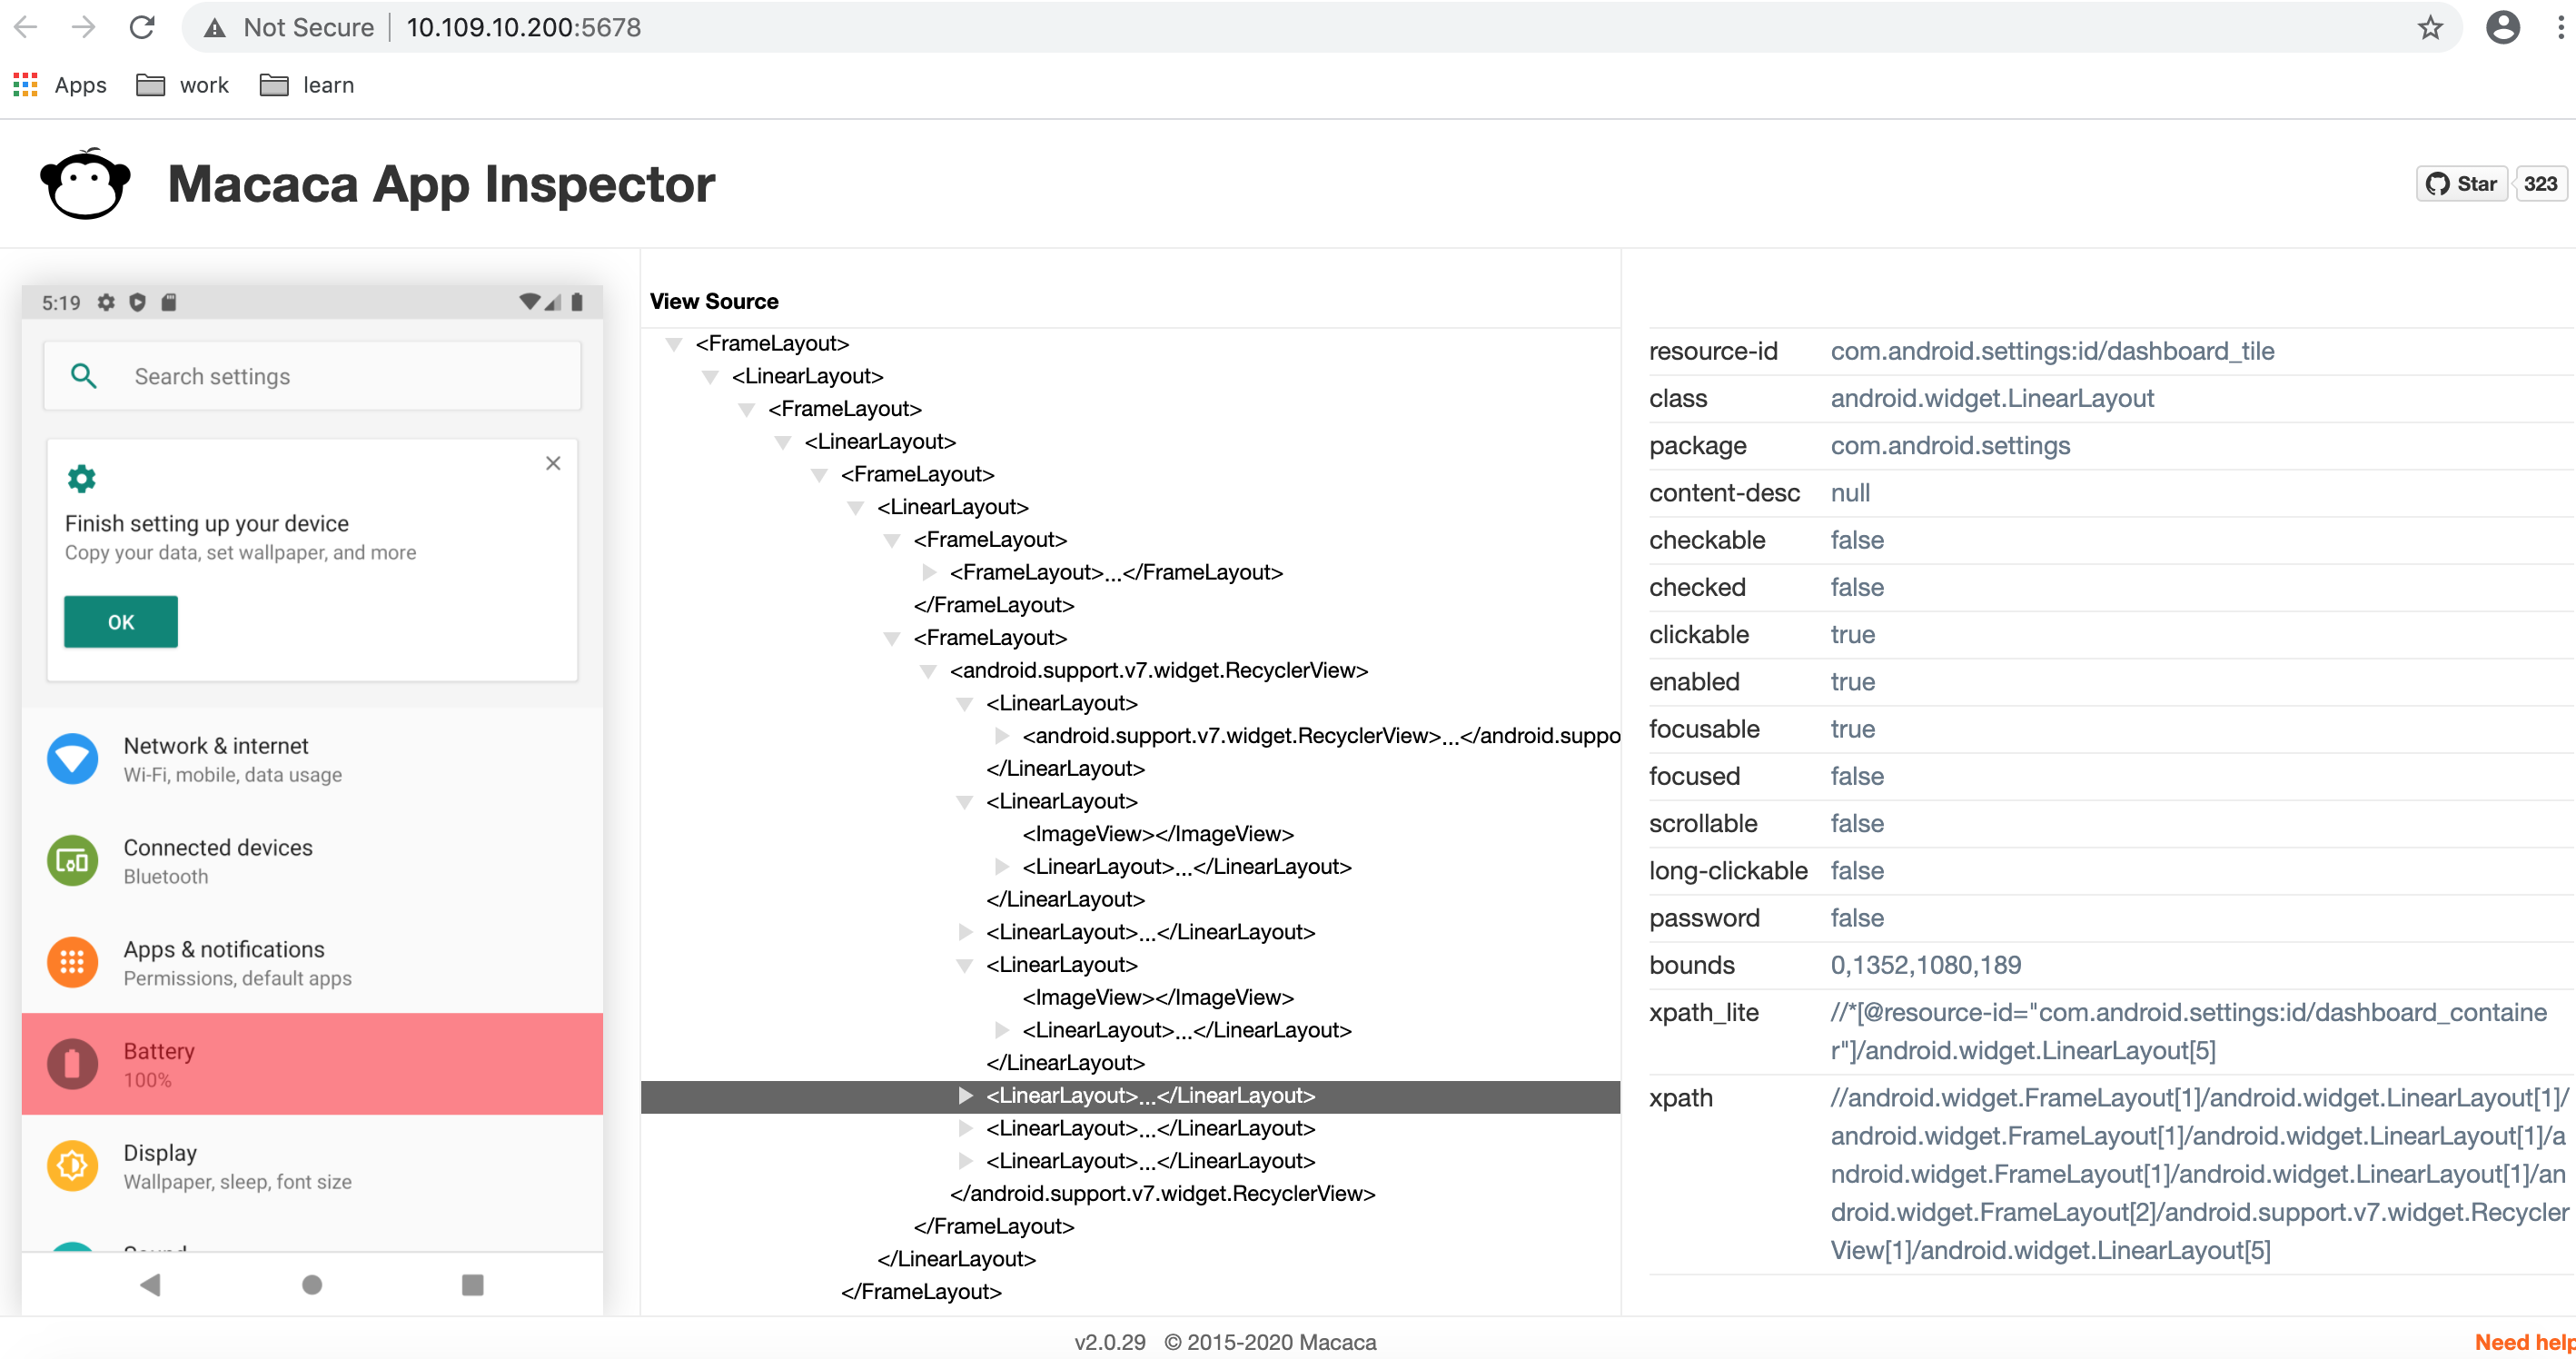 Not Secure | 10.109.10.200:5678
Apps work learn
Macaca App Inspector
Star 323
5:19
Search settings
Finish setting up your device
Copy your data, set wallpaper, and more
OK
Network & internet
Wi-Fi, mobile, data usage
Connected devices
Bluetooth
Apps & notifications
Permissions, default apps
Battery
100%
Display
Wallpaper, sleep, font size
View Source
<FrameLayout>
<LinearLayout>
<FrameLayout>
<LinearLayout>
<FrameLayout>
<LinearLayout>
<FrameLayout>
<FrameLayout>...</FrameLayout>
</FrameLayout>
<FrameLayout>
<android.support.v7.widget.RecyclerView>
<LinearLayout>
<android.support.v7.widget.RecyclerView>...</android.suppo
</LinearLayout>
<LinearLayout>
<ImageView></ImageView>
<LinearLayout>...</LinearLayout>
</LinearLayout>
<LinearLayout>...</LinearLayout>
<LinearLayout>
<ImageView></ImageView>
<LinearLayout>...</LinearLayout>
</LinearLayout>
<LinearLayout>...</LinearLayout>
<LinearLayout>...</LinearLayout>
<LinearLayout>...</LinearLayout>
</android.support.v7.widget.RecyclerView>
</FrameLayout>
</LinearLayout>
</FrameLayout>
resource-id com.android.settings:id/dashboard_tile
class android.widget.LinearLayout
package com.android.settings
content-desc null
checkable false
checked false
clickable true
enabled true
focusable true
focused false
scrollable false
long-clickable false
password false
bounds 0,1352,1080,189
xpath_lite //*[@resource-id="com.android.settings:id/dashboard_containe
r"]/android.widget.LinearLayout[5]
xpath //android.widget.FrameLayout[1]/android.widget.LinearLayout[1]/
android.widget.FrameLayout[1]/android.widget.LinearLayout[1]/a
ndroid.widget.FrameLayout[1]/android.widget.LinearLayout[1]/an
droid.widget.FrameLayout[2]/android.support.v7.widget.Recycler
View[1]/android.widget.LinearLayout[5]
v2.0.29 © 2015-2020 Macaca
Need help